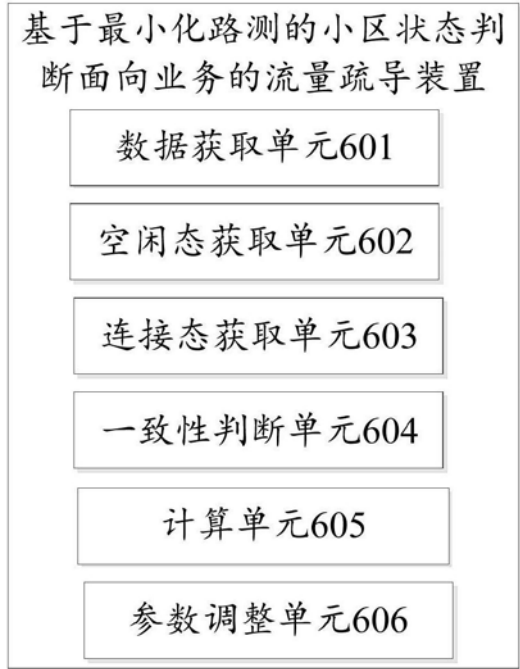 基于最小化路测的小区状态判
断面向业务的流量疏导装置
数据获取单元601
空闲态获取单元602
连接态获取单元603
一致性判断单元604
计算单元605
参数调整单元606